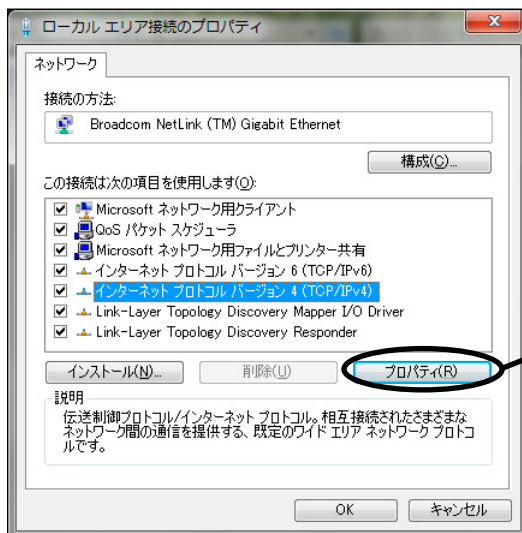 ローカル エリア接続のプロパティ
ネットワーク
接続の方法:
Broadcom NetLink (TM) Gigabit Ethernet
構成(C)...
この接続は次の項目を使用します(O):
Microsoft ネットワーク用クライアント
QoS パケット スケジューラ
Microsoft ネットワーク用ファイルとプリンター共有
インターネット プロトコル バージョン 6 (TCP/IPv6)
インターネット プロトコル バージョン 4 (TCP/IPv4)
Link-Layer Topology Discovery Mapper I/O Driver
Link-Layer Topology Discovery Responder
インストール(N)... 削除(U) プロパティ(R)
説明
伝送制御プロトコル/インターネット プロトコル。相互接続されたさまざまな
ネットワーク間の通信を提供する、既定のワイド エリア ネットワーク プロトコ
ルです。
OK キャンセル